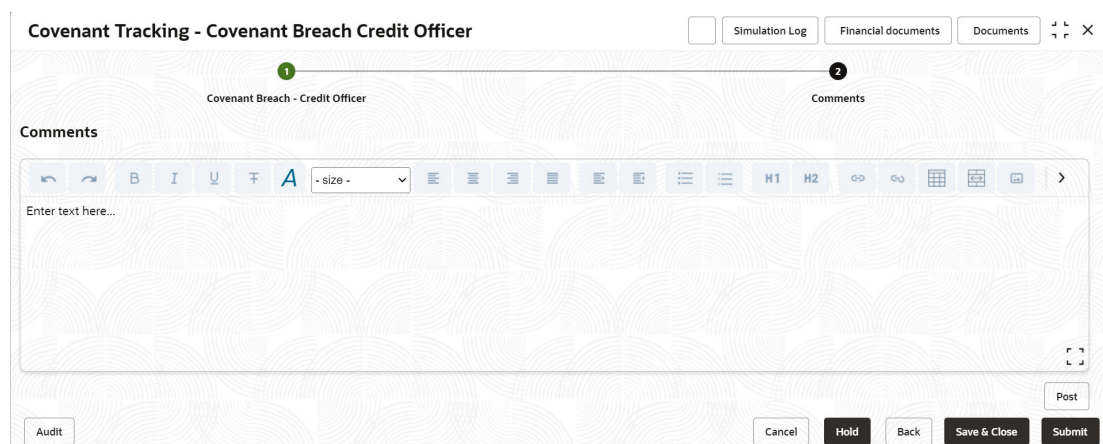 Covenant Tracking - Covenant Breach Credit Officer
Simulation Log
Financial documents
Documents
1
2
Covenant Breach - Credit Officer
Comments
Comments
B I U T A - size - H1 H2
Enter text here...
Post
Audit
Cancel
Hold
Back
Save & Close
Submit